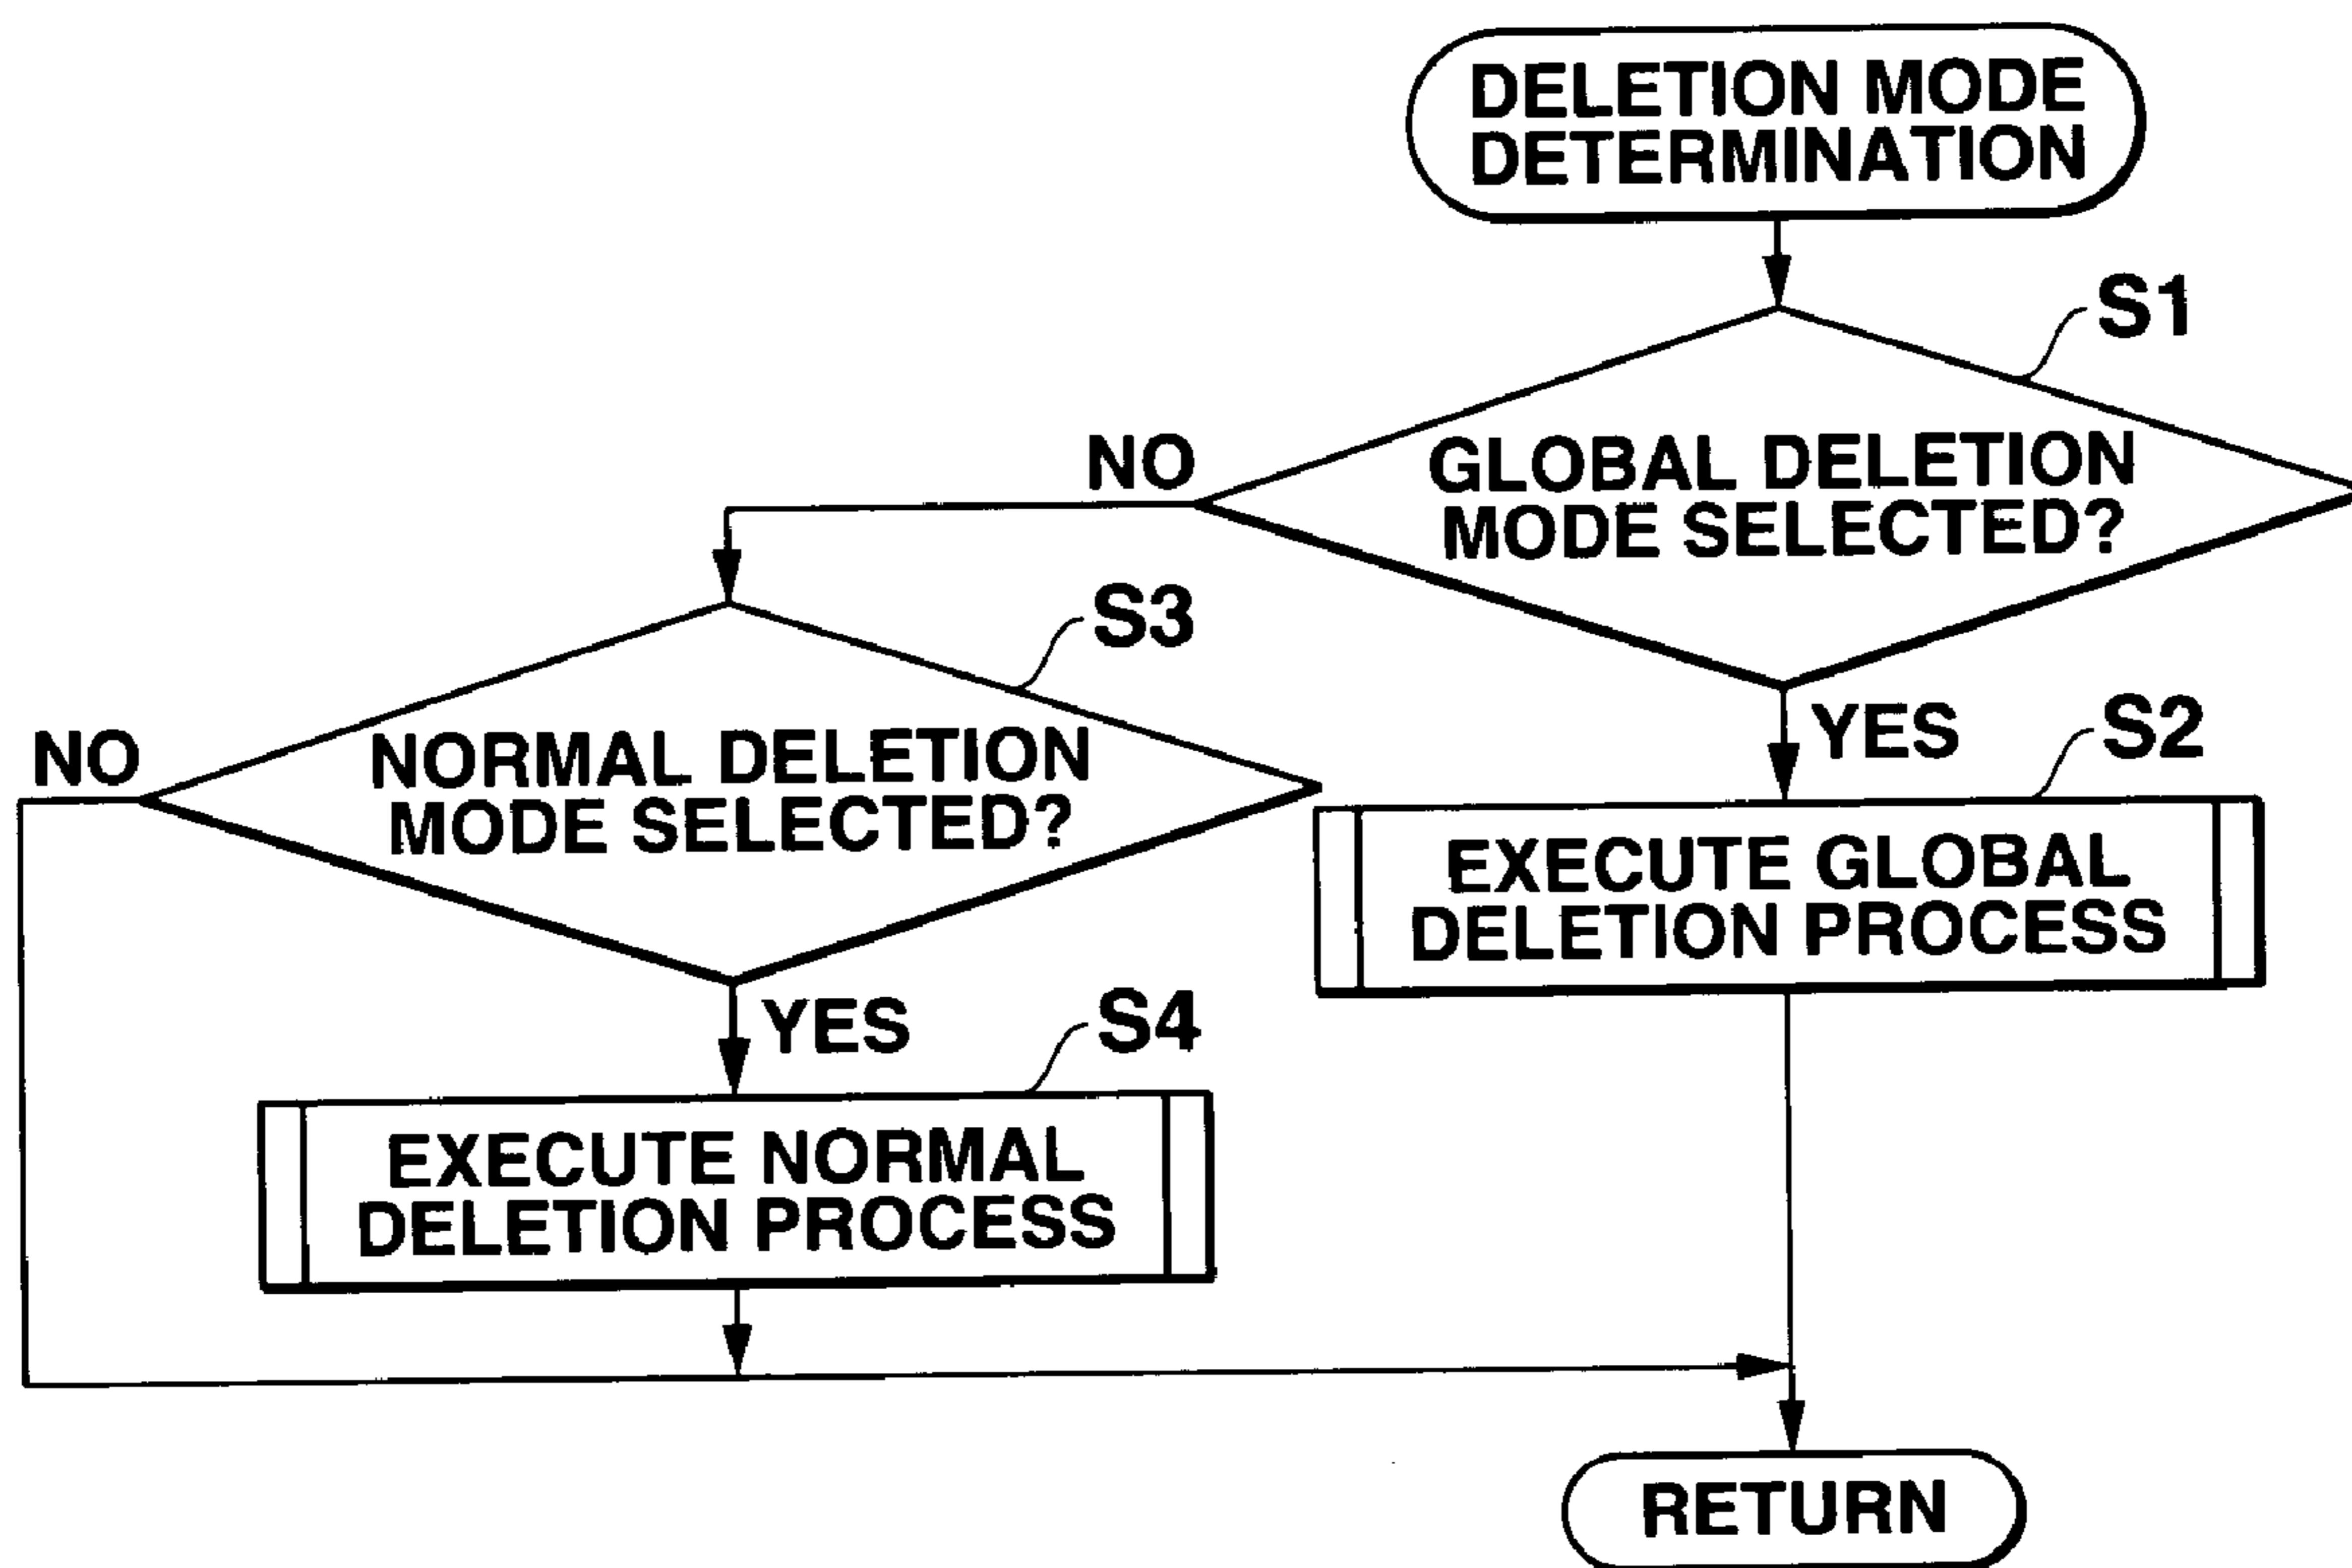 DELETION MODE
DETERMINATION
S1
GLOBAL DELETION
MODE SELECTED?
NO
YES
S2
EXECUTE GLOBAL
DELETION PROCESS
S3
NORMAL DELETION
MODE SELECTED?
NO
YES
S4
EXECUTE NORMAL
DELETION PROCESS
RETURN